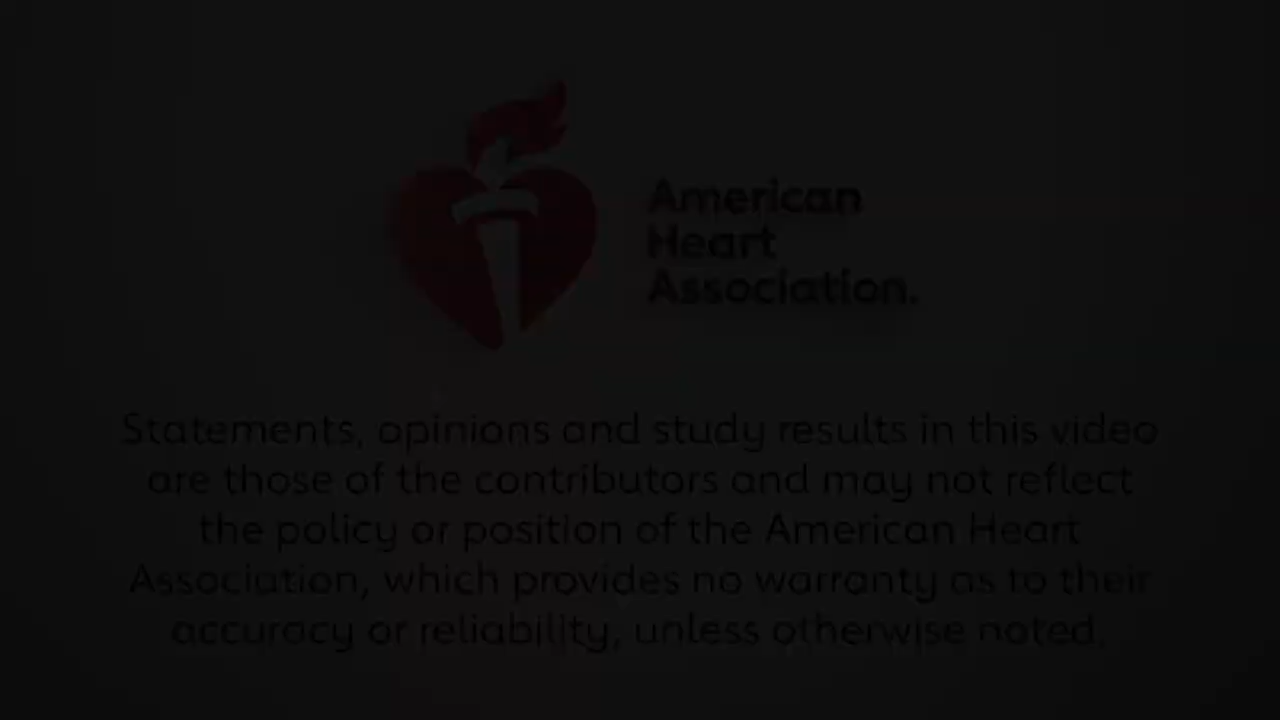 American
Heart
Association.
Statements, opinions and study results in this video
are those of the contributors and may not reflect
the policy or position of the American Heart
Association, which provides no warranty as to their
accuracy or reliability, unless otherwise noted.